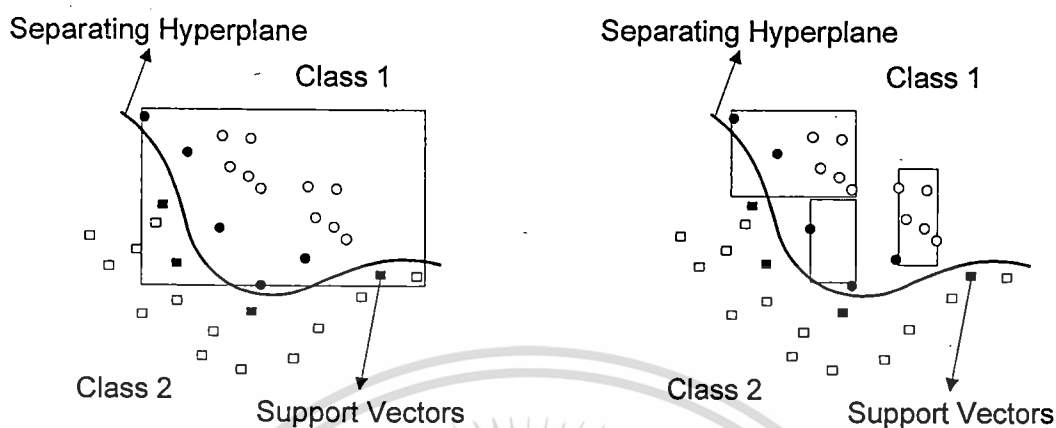 Separating Hyperplane
Class 1
Class 2
Support Vectors
Separating Hyperplane
Class 1
Class 2
Support Vectors